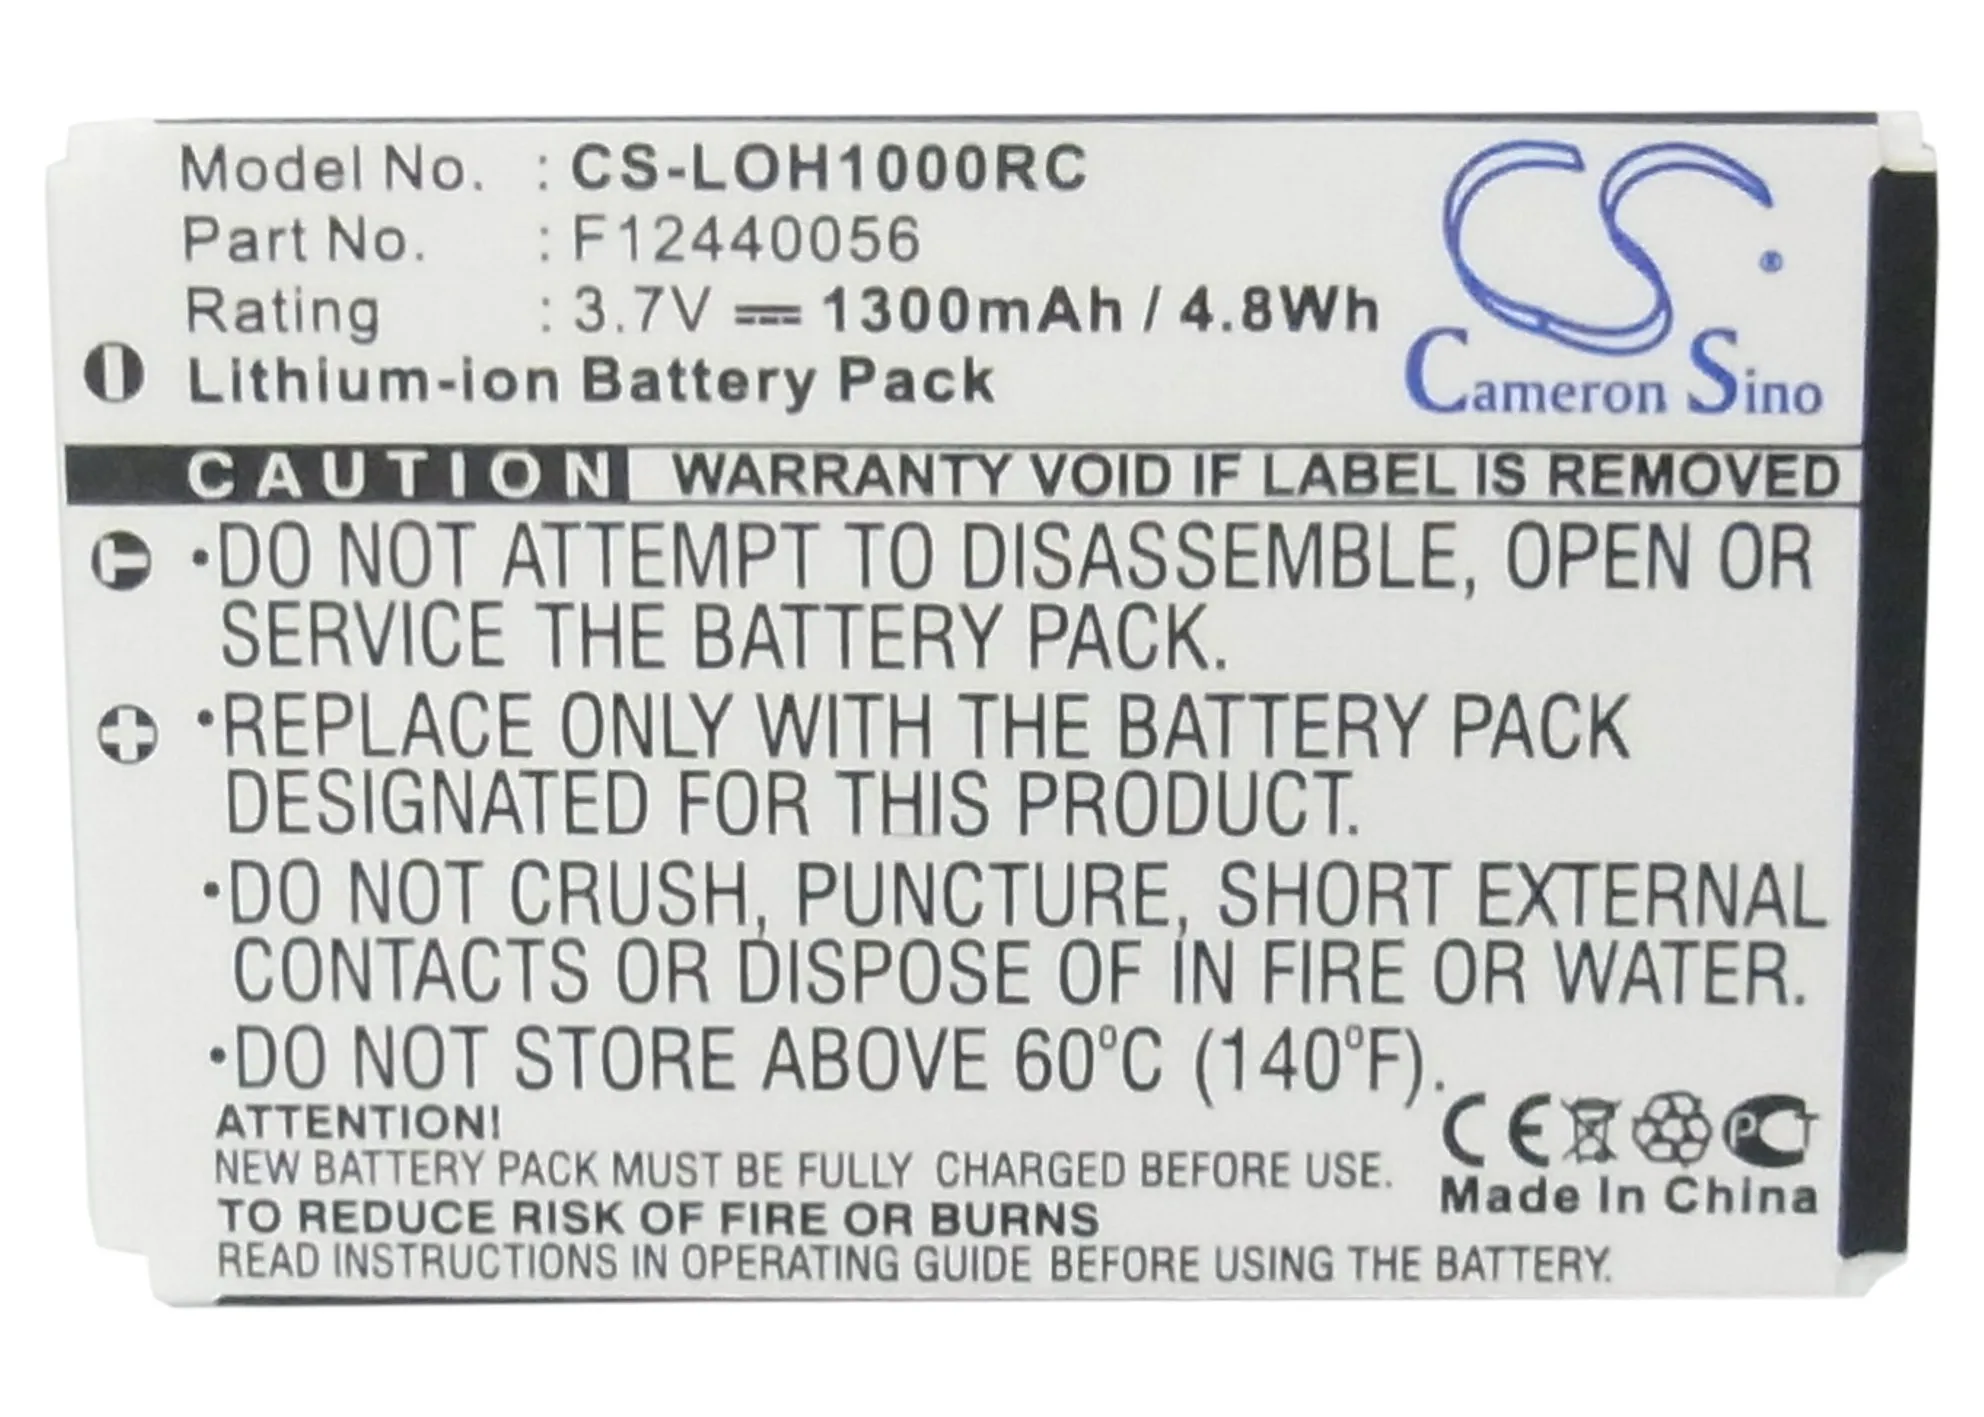 Model No. : CS-LOH1000RC
Part No. : F12440056
Rating : 3.7V 1300mAh / 4.8Wh
Lithium-ion Battery Pack
CS ®
Cameron Sino
CAUTION WARRANTY VOID IF LABEL IS REMOVED
•DO NOT ATTEMPT TO DISASSEMBLE, OPEN OR
SERVICE THE BATTERY PACK.
•REPLACE ONLY WITH THE BATTERY PACK
DESIGNATED FOR THIS PRODUCT.
•DO NOT CRUSH, PUNCTURE, SHORT EXTERNAL
CONTACTS OR DISPOSE OF IN FIRE OR WATER.
•DO NOT STORE ABOVE 60°C (140°F).
ATTENTION!
NEW BATTERY PACK MUST BE FULLY CHARGED BEFORE USE.
TO REDUCE RISK OF FIRE OR BURNS
READ INSTRUCTIONS IN OPERATING GUIDE BEFORE USING THE BATTERY.
CE PCT
Made In China